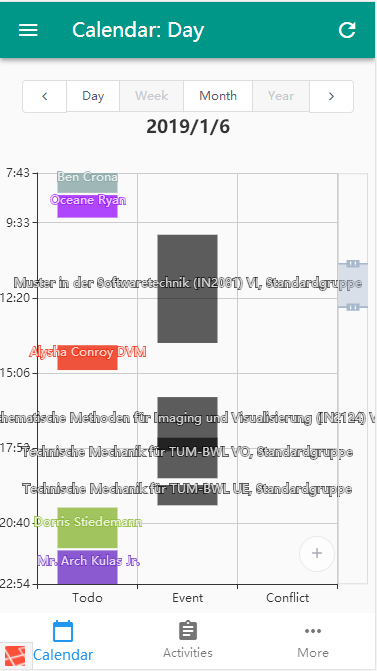 Calendar: Day
Day Week Month Year
2019/1/6
7:43
Ben Crona
Oceane Ryan
9:33
Muster in der Softwaretechnik (IN2081) VI, Standardgruppe
12:20
Alysha Conroy DVM
15:06
thematische Methoden für Imaging und Visualisierung (IN2124) V
17:53
Technische Mechanik für TUM-BWL VO, Standardgruppe
Technische Mechanik für TUM-BWL UE, Standardgruppe
20:40
Dorris Stiedemann
Mr. Arch Kulas Jr.
22:54
Todo Event Conflict
Calendar Activities More